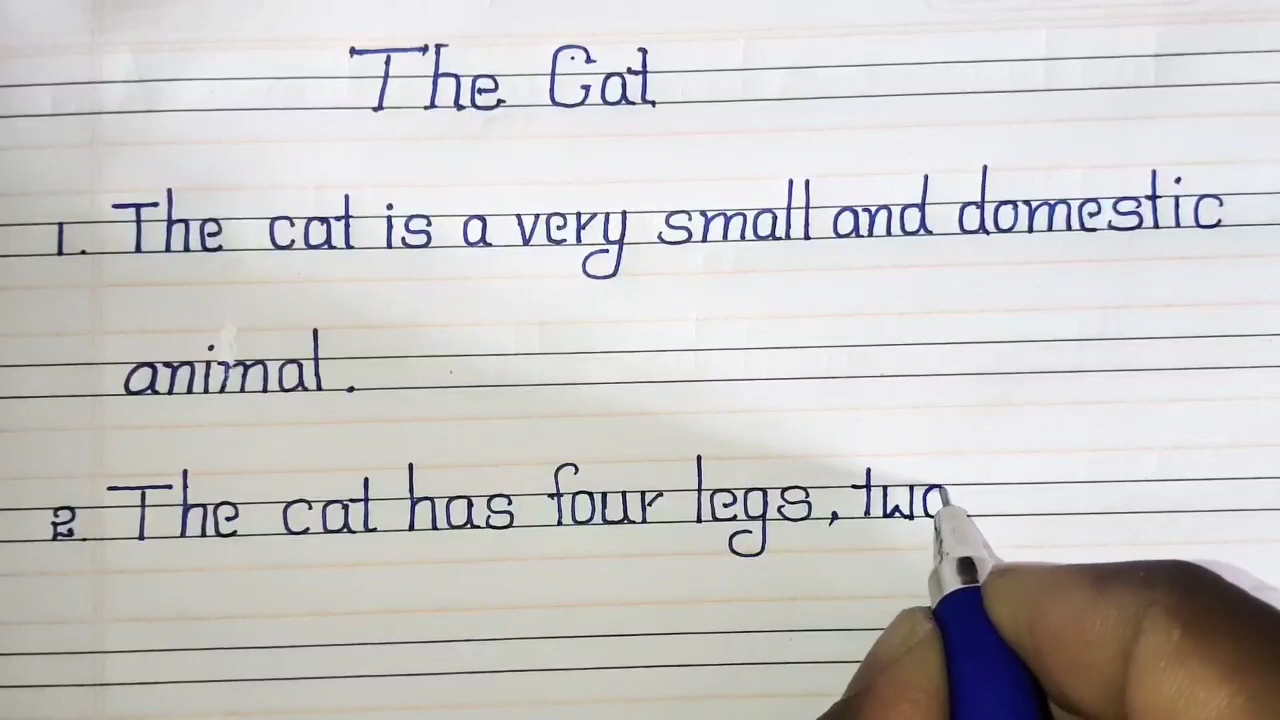 The Cat
1. The cat is a very small and domestic
animal.
2. The cat has four legs, two